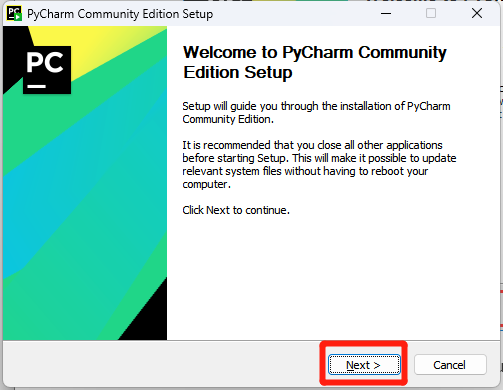 PyCharm Community Edition Setup
PC
Welcome to PyCharm Community
Edition Setup
Setup will guide you through the installation of PyCharm
Community Edition.
It is recommended that you close all other applications
before starting Setup. This will make it possible to update
relevant system files without having to reboot your
computer.
Click Next to continue.
Next >
Cancel